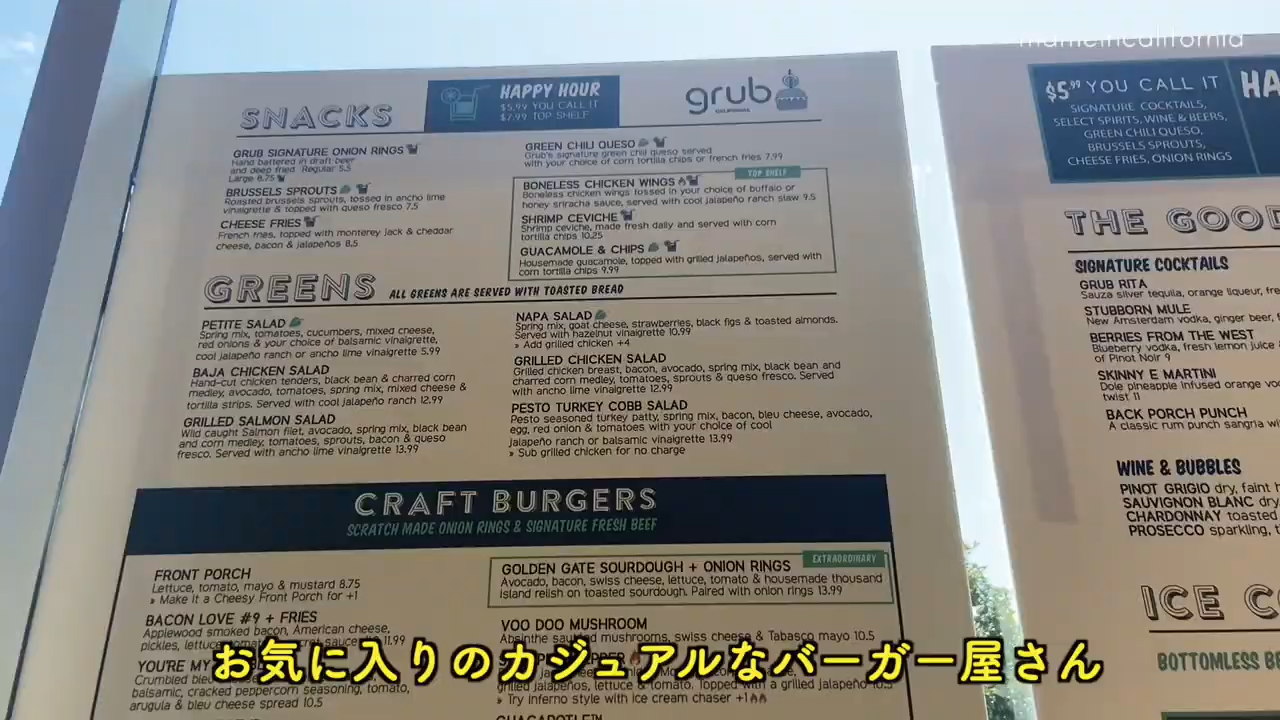 SNACKS
HAPPY HOUR
$5.99 YOU CALL IT
$7.99 TOP SHELF
grub
CALIFORNIA
GRUB SIGNATURE ONION RINGS
Hand battered in draft beer
and deep fried Regular 5.5
Large 8.75
BRUSSELS SPROUTS
Roasted brussels sprouts, tossed in ancho lime
vinaigrette & topped with queso fresco 7.5
CHEESE FRIES
French fries, topped with monterey jack & cheddar
cheese, bacon & jalapeños 8.5
GREEN CHILI QUESO
Grub's signature green chili queso served
with your choice of corn tortilla chips or french fries 7.99
TOP SHELF
BONELESS CHICKEN WINGS
Boneless chicken wings tossed in your choice of buffalo or
honey sriracha sauce, served with cool jalapeño ranch slaw 9.5
SHRIMP CEVICHE
Shrimp ceviche, made fresh daily and served with corn
tortilla chips 10.25
GUACAMOLE & CHIPS
Housemade guacamole, topped with grilled jalapeños, served with
corn tortilla chips 9.99
GREENS ALL GREENS ARE SERVED WITH TOASTED BREAD
PETITE SALAD
Spring mix, tomatoes, cucumbers, mixed cheese,
red onions & your choice of balsamic vinaigrette,
cool jalapeño ranch or ancho lime vinaigrette 5.99
BAJA CHICKEN SALAD
Hand-cut chicken tenders, black bean & charred corn
medley, avocado, tomatoes, spring mix, mixed cheese &
tortilla strips. Served with cool jalapeño ranch 12.99
GRILLED SALMON SALAD
Wild caught Salmon filet, avocado, spring mix, black bean
and corn medley, tomatoes, sprouts, bacon & queso
fresco. Served with ancho lime vinaigrette 13.99
NAPA SALAD
Spring mix, goat cheese, strawberries, black figs & toasted almonds.
Served with hazelnut vinaigrette 10.99
» Add grilled chicken +4
GRILLED CHICKEN SALAD
Grilled chicken breast, bacon, avocado, spring mix, black bean and
charred corn medley, tomatoes, sprouts & queso fresco. Served
with ancho lime vinaigrette 12.99
PESTO TURKEY COBB SALAD
Pesto seasoned turkey patty, spring mix, bacon, bleu cheese, avocado,
egg, red onion & tomatoes with your choice of cool
jalapeño ranch or balsamic vinaigrette 13.99
» Sub grilled chicken for no charge
CRAFT BURGERS
SCRATCH MADE ONION RINGS & SIGNATURE FRESH BEEF
FRONT PORCH
Lettuce, tomato, mayo & mustard 8.75
» Make it a Cheesy Front Porch for +1
BACON LOVE #9 + FRIES
Applewood smoked bacon, American cheese,
pickles, lettuce
11.99
YOU'RE MY
Crumbled bleu
balsamic, cracked peppercorn seasoning, tomato,
arugula & bleu cheese spread 10.5
EXTRAORDINARY
GOLDEN GATE SOURDOUGH + ONION RINGS
Avocado, bacon, swiss cheese, lettuce, tomato & housemade thousand
island relish on toasted sourdough. Paired with onion rings 13.99
VOO DOO MUSHROOM
Absinthe sautéed mushrooms, swiss cheese & Tabasco mayo 10.5
grilled jalapeños, lettuce & tomato. Topped with a grilled jalapeño 10.5
» Try Inferno style with ice cream chaser +1
GUACAPOTLE™
$5.99 YOU CALL IT
SIGNATURE COCKTAILS,
SELECT SPIRITS, WINE & BEERS,
GREEN CHILI QUESO,
BRUSSELS SPROUTS,
CHEESE FRIES, ONION RINGS
HA
THE GOOD
SIGNATURE COCKTAILS
GRUB RITA
Sauza silver tequila, orange liqueur, fre
STUBBORN MULE
New Amsterdam vodka, ginger beer,
BERRIES FROM THE WEST
Blueberry vodka, fresh lemon juice
of Pinot Noir 9
SKINNY E MARTINI
Dole pineapple infused orange vo
twist 11
BACK PORCH PUNCH
A classic rum punch sangria wi
WINE & BUBBLES
PINOT GRIGIO dry, faint h
SAUVIGNON BLANC dry
CHARDONNAY toasted
PROSECCO sparkling, t
ICE C
BOTTOMLESS BE
お気に入りのカジュアルなバーガー屋さん